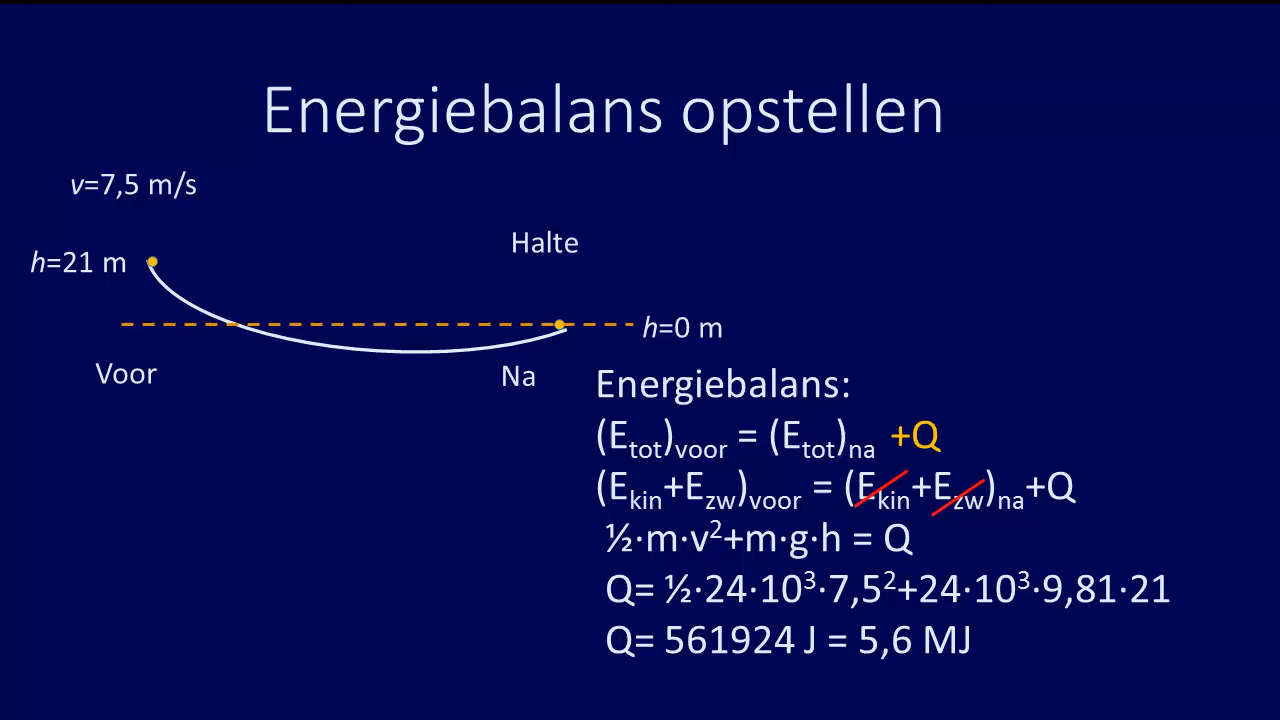 Energiebalans opstellen
v=7,5 m/s
Halte
h=21 m
h=0 m
Voor
Na
Energiebalans:
(Etot)voor = (Etot)na +Q
(Ekin+Ezw)voor = (Ekin+Ezw)na+Q
½·m·v²+m·g·h = Q
Q= ½·24·10³·7,5²+24·10³·9,81·21
Q= 561924 J = 5,6 MJ